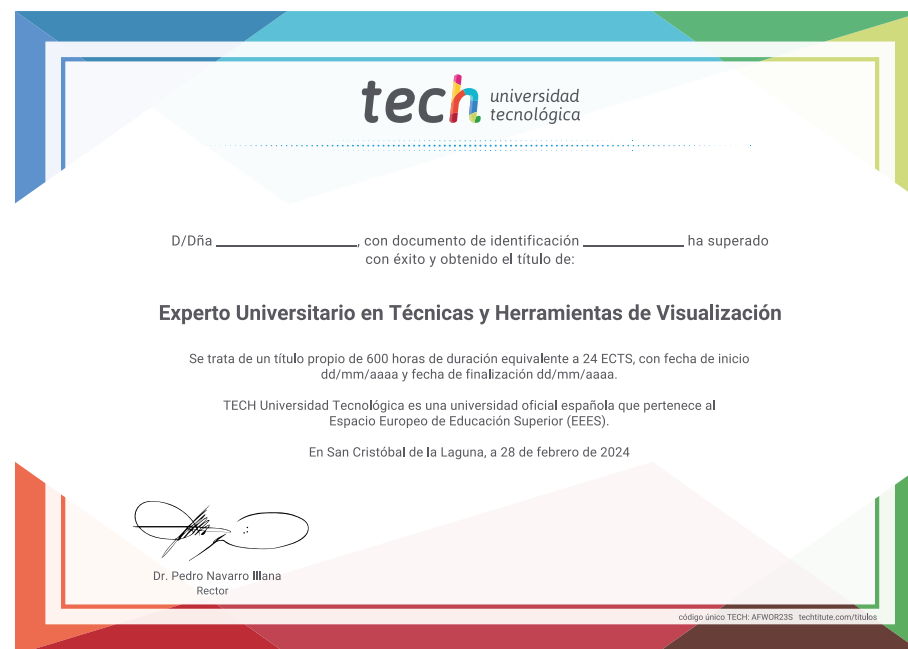 tech universidad
tecnológica
D/Dña ______________, con documento de identificación __________ ha superado
con éxito y obtenido el título de:
Experto Universitario en Técnicas y Herramientas de Visualización
Se trata de un título propio de 600 horas de duración equivalente a 24 ECTS, con fecha de inicio
dd/mm/aaaa y fecha de finalización dd/mm/aaaa.
TECH Universidad Tecnológica es una universidad oficial española que pertenece al
Espacio Europeo de Educación Superior (EEES).
En San Cristóbal de la Laguna, a 28 de febrero de 2024
Dr. Pedro Navarro Illana
Rector
código único TECH: AFWOR23S techtitute.com/titulos